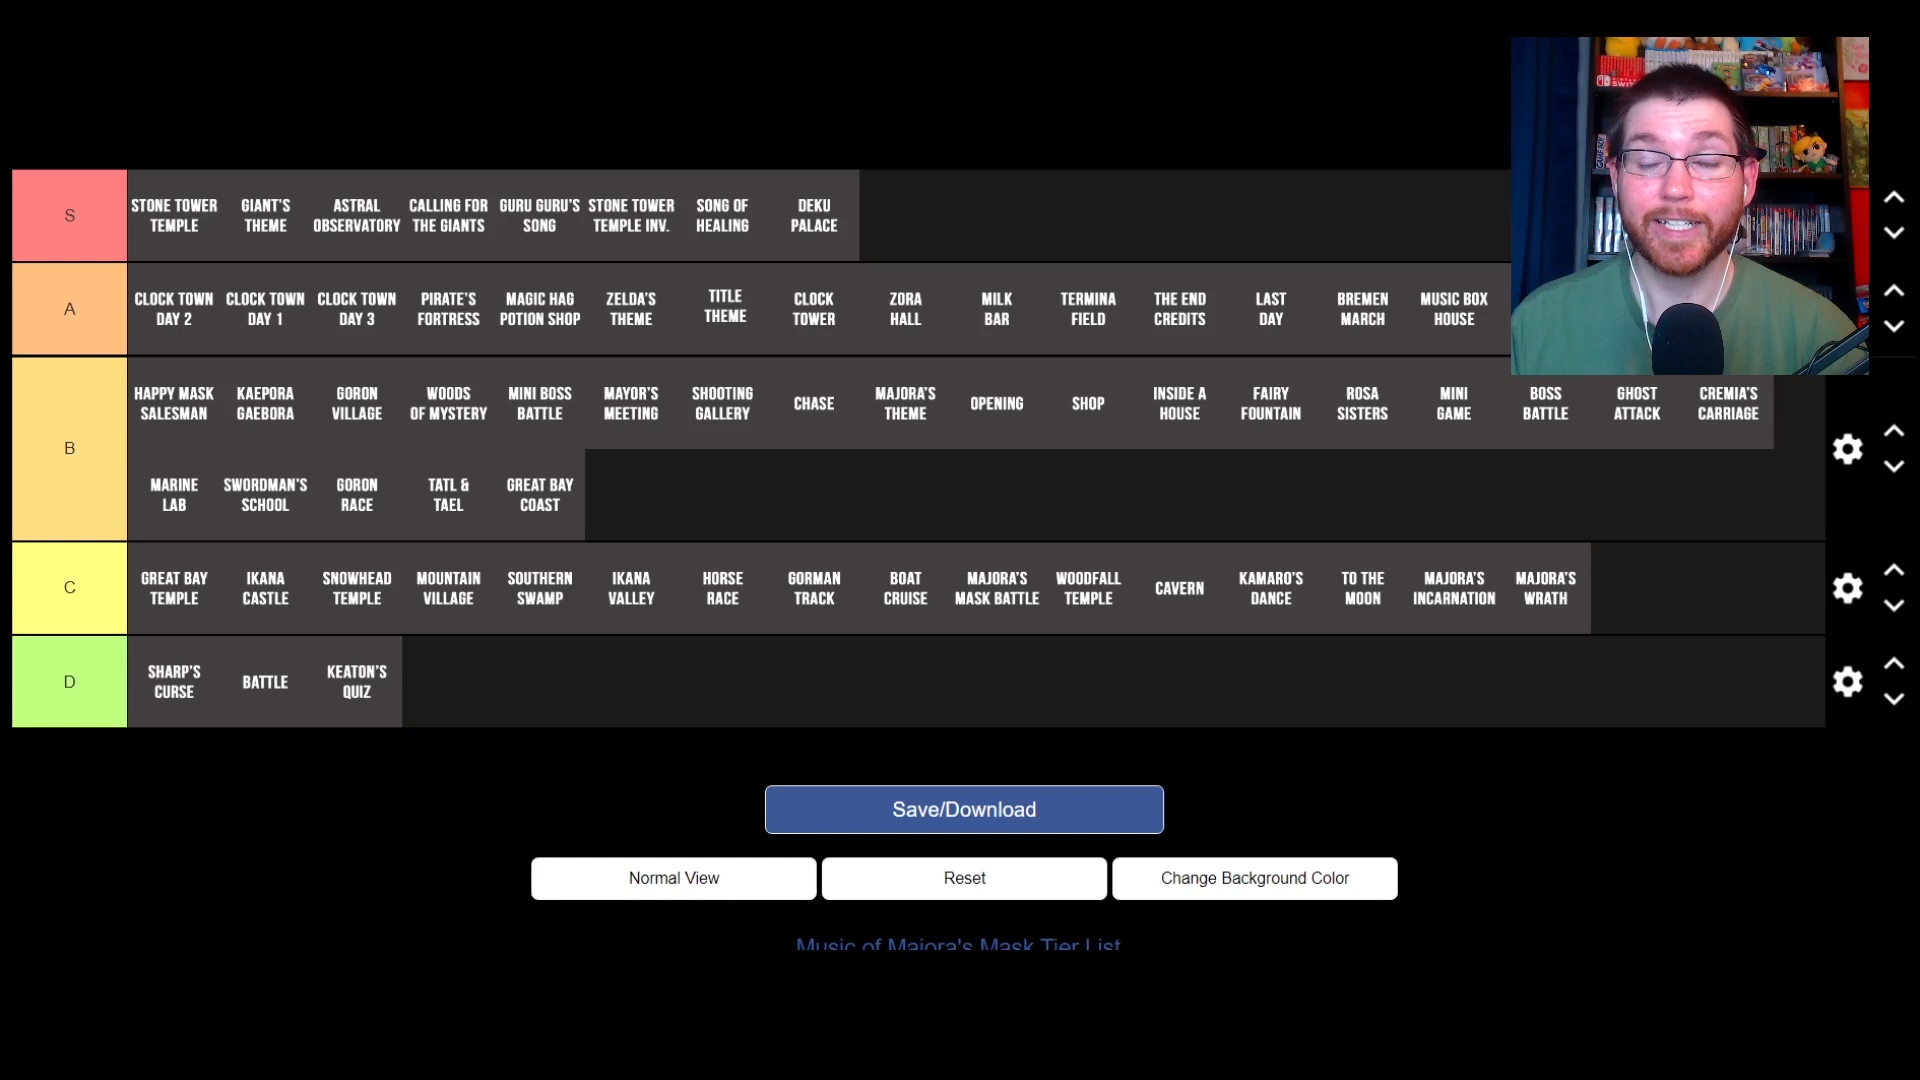 S
STONE TOWER TEMPLE
GIANT'S THEME
ASTRAL OBSERVATORY
CALLING FOR THE GIANTS
GURU GURU'S SONG
STONE TOWER TEMPLE INV.
SONG OF HEALING
DEKU PALACE
A
CLOCK TOWN DAY 2
CLOCK TOWN DAY 1
CLOCK TOWN DAY 3
PIRATE'S FORTRESS
MAGIC HAG POTION SHOP
ZELDA'S THEME
TITLE THEME
CLOCK TOWER
ZORA HALL
MILK BAR
TERMINA FIELD
THE END CREDITS
LAST DAY
BREMEN MARCH
MUSIC BOX HOUSE
B
HAPPY MASK SALESMAN
KAEPORA GAEBORA
GORON VILLAGE
WOODS OF MYSTERY
MINI BOSS BATTLE
MAYOR'S MEETING
SHOOTING GALLERY
CHASE
MAJORA'S THEME
OPENING
SHOP
INSIDE A HOUSE
FAIRY FOUNTAIN
ROSA SISTERS
MINI GAME
BOSS BATTLE
GHOST ATTACK
CREMIA'S CARRIAGE
MARINE LAB
SWORDMAN'S SCHOOL
GORON RACE
TATL & TAEL
GREAT BAY COAST
C
GREAT BAY TEMPLE
IKANA CASTLE
SNOWHEAD TEMPLE
MOUNTAIN VILLAGE
SOUTHERN SWAMP
IKANA VALLEY
HORSE RACE
GORMAN TRACK
BOAT CRUISE
MAJORA'S MASK BATTLE
WOODFALL TEMPLE
CAVERN
KAMARO'S DANCE
TO THE MOON
MAJORA'S INCARNATION
MAJORA'S WRATH
D
SHARP'S CURSE
BATTLE
KEATON'S QUIZ
Save/Download
Normal View
Reset
Change Background Color
Music of Majora's Mask Tier List